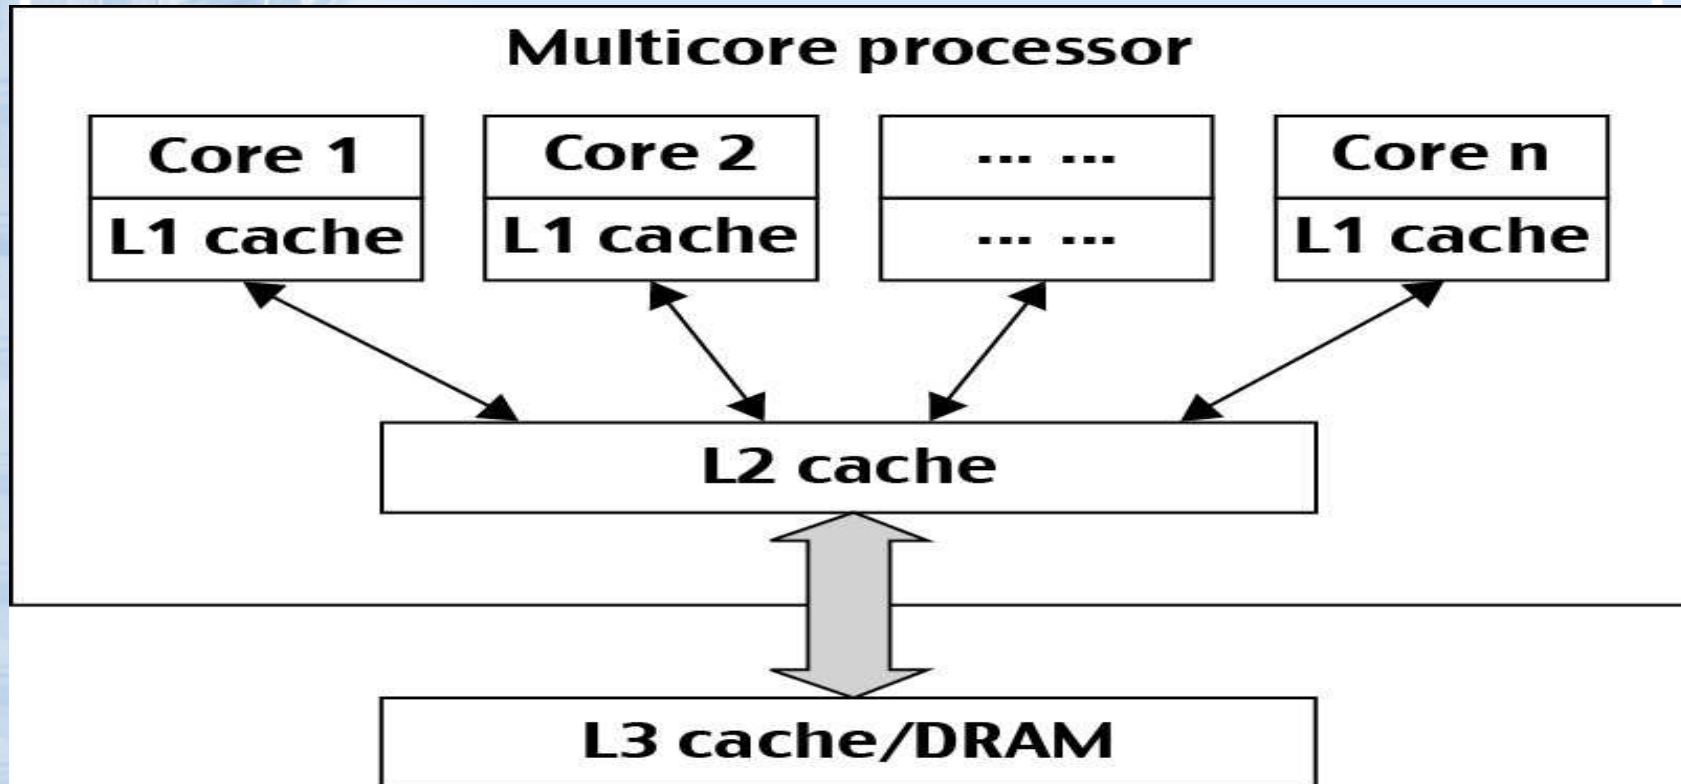 Multicore processor
Core 1
L1 cache
Core 2
L1 cache
... ...
... ...
Core n
L1 cache
L2 cache
L3 cache/DRAM